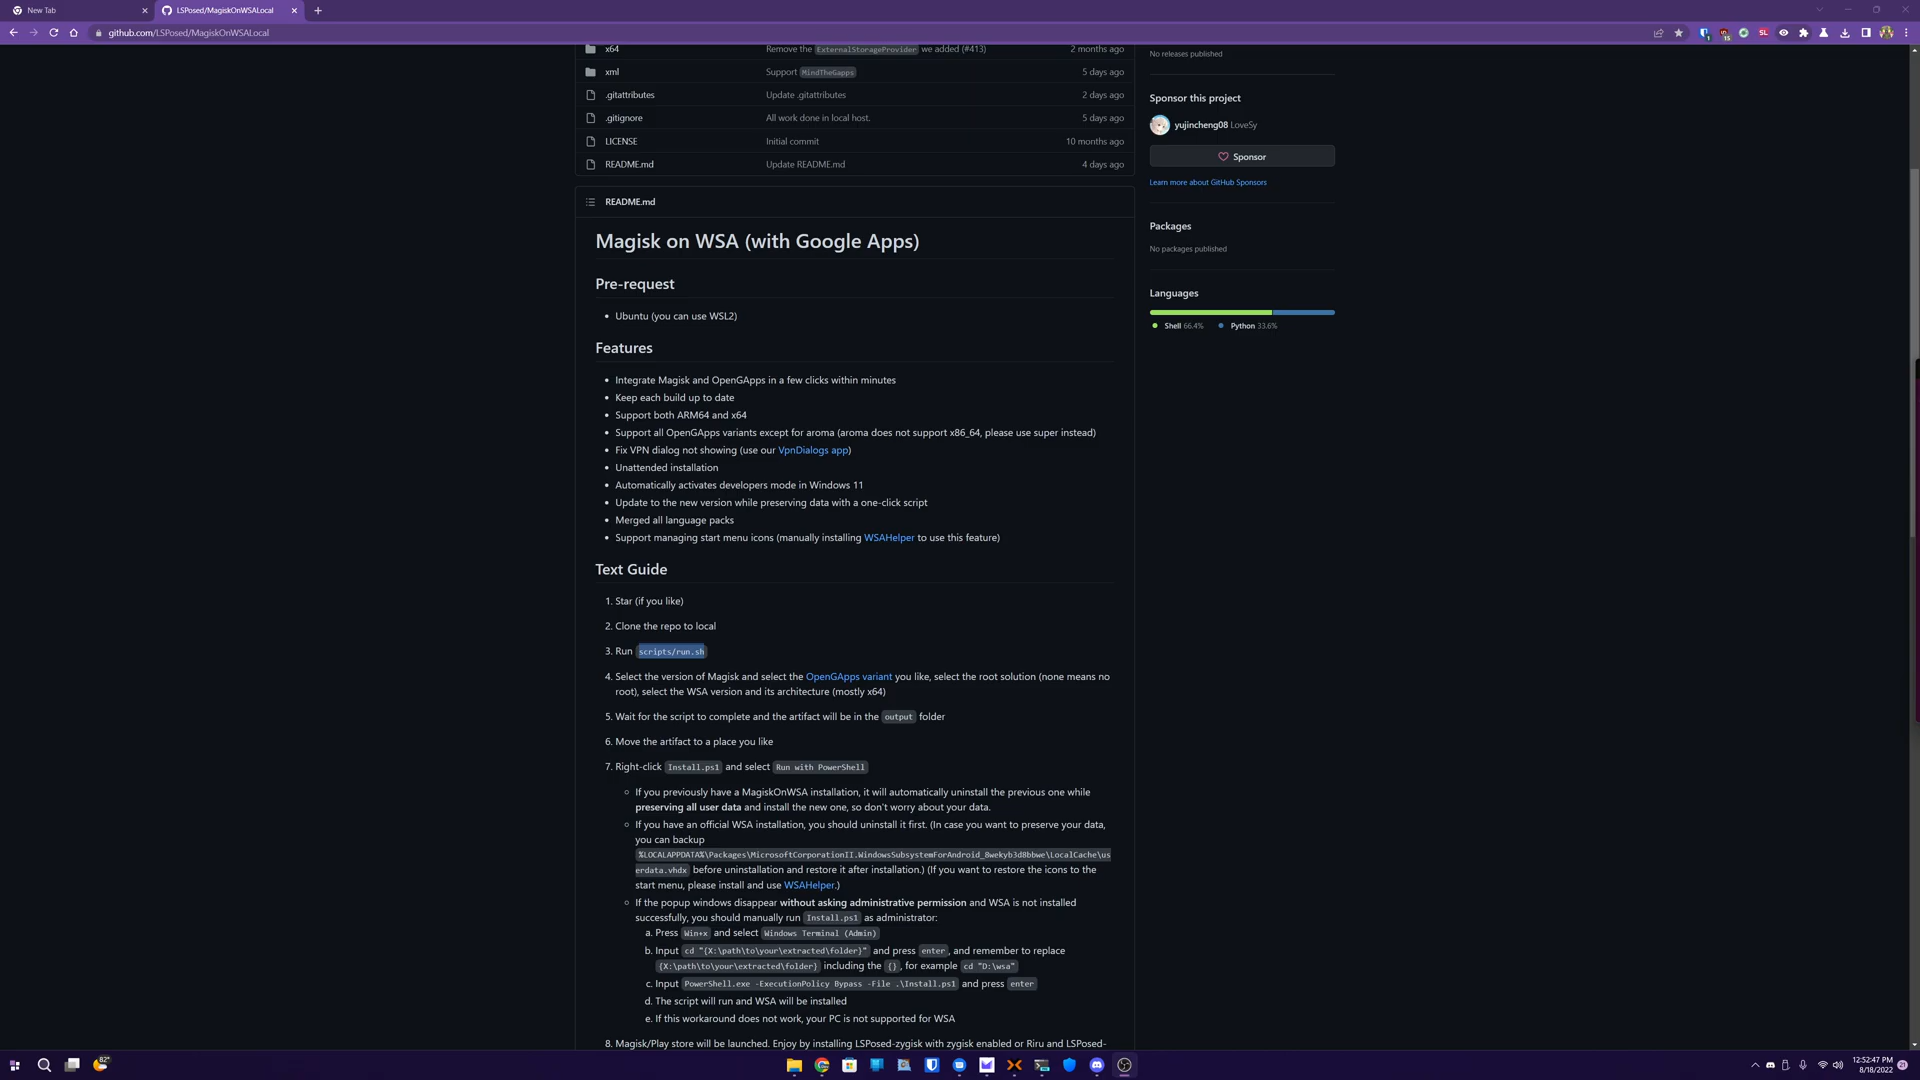 New Tab
LSPosed/MagiskOnWSALocal
github.com/LSPosed/MagiskOnWSALocal
x64 Remove the ExternalStorageProvider we added (#413) 2 months ago
xml Support MindTheGapps 5 days ago
.gitattributes Update .gitattributes 2 days ago
.gitignore All work done in local host. 5 days ago
LICENSE Initial commit 10 months ago
README.md Update README.md 4 days ago
No releases published
Sponsor this project
yujincheng08 LoveSy
Sponsor
Learn more about GitHub Sponsors
Packages
No packages published
Languages
Shell 66.4% Python 33.6%
README.md
Magisk on WSA (with Google Apps)
Pre-request
• Ubuntu (you can use WSL2)
Features
• Integrate Magisk and OpenGApps in a few clicks within minutes
• Keep each build up to date
• Support both ARM64 and x64
• Support all OpenGApps variants except for aroma (aroma does not support x86_64, please use super instead)
• Fix VPN dialog not showing (use our VpnDialogs app)
• Unattended installation
• Automatically activates developers mode in Windows 11
• Update to the new version while preserving data with a one-click script
• Merged all language packs
• Support managing start menu icons (manually installing WSAHelper to use this feature)
Text Guide
1. Star (if you like)
2. Clone the repo to local
3. Run scripts/run.sh
4. Select the version of Magisk and select the OpenGApps variant you like, select the root solution (none means no
root), select the WSA version and its architecture (mostly x64)
5. Wait for the script to complete and the artifact will be in the output folder
6. Move the artifact to a place you like
7. Right-click Install.ps1 and select Run with PowerShell
If you previously have a MagiskOnWSA installation, it will automatically uninstall the previous one while
preserving all user data and install the new one, so don't worry about your data.
If you have an official WSA installation, you should uninstall it first. (In case you want to preserve your data,
you can backup
%LOCALAPPDATA%\Packages\MicrosoftCorporationII.WindowsSubsystemForAndroid_8wekyb3d8bbwe\LocalCache\us
erdata.vhdx before uninstallation and restore it after installation.) (If you want to restore the icons to the
start menu, please install and use WSAHelper.)
If the popup windows disappear without asking administrative permission and WSA is not installed
successfully, you should manually run Install.ps1 as administrator:
a. Press Win+x and select Windows Terminal (Admin)
b. Input cd "{X:\path\to\your\extracted\folder}" and press enter, and remember to replace
{X:\path\to\your\extracted\folder} including the {}, for example cd "D:\wsa"
c. Input PowerShell.exe -ExecutionPolicy Bypass -File .\Install.ps1 and press enter
d. The script will run and WSA will be installed
e. If this workaround does not work, your PC is not supported for WSA
8. Magisk/Play store will be launched. Enjoy by installing LSPosed-zygisk with zygisk enabled or Riru and LSPosed-
82°
12:52:47 PM
8/18/2022